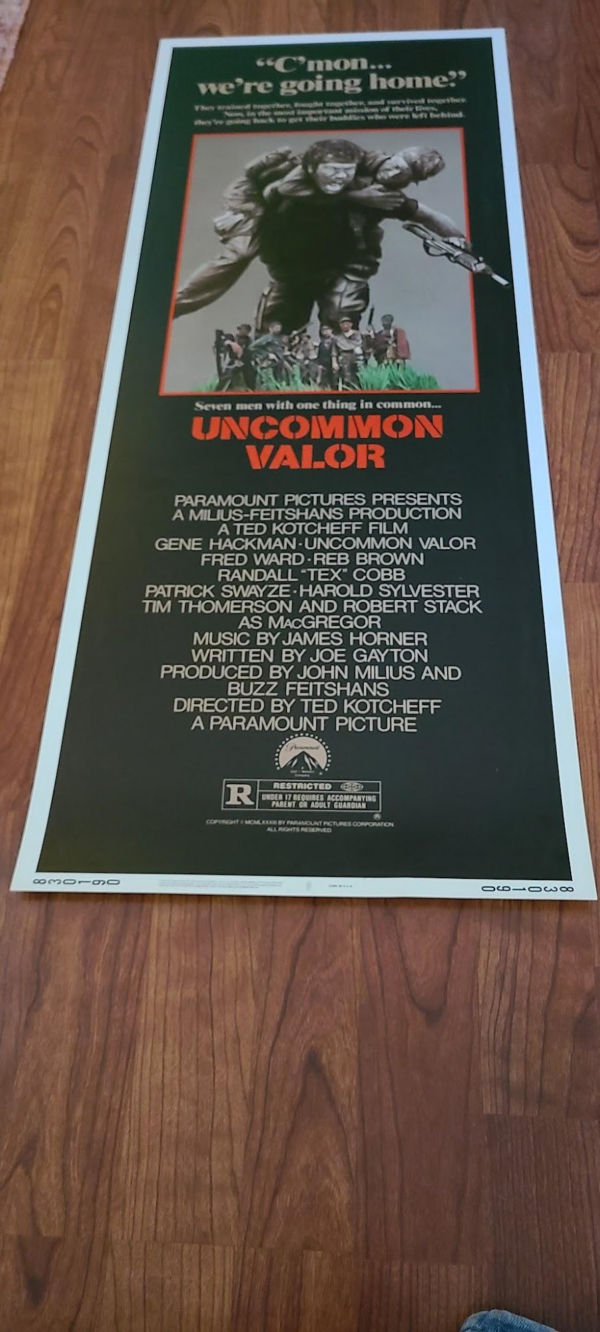 "C'mon...
we're going home."
They trained together, fought together, and survived together.
Now, in the most important mission of their lives,
they're going back to get their buddies who were left behind.
Seven men with one thing in common...
UNCOMMON
VALOR
PARAMOUNT PICTURES PRESENTS
A MILIUS-FEITSHANS PRODUCTION
A TED KOTCHEFF FILM
GENE HACKMAN·UNCOMMON VALOR
FRED WARD·REB BROWN
RANDALL "TEX" COBB
PATRICK SWAYZE·HAROLD SYLVESTER
TIM THOMERSON AND ROBERT STACK
AS MACGREGOR
MUSIC BY JAMES HORNER
WRITTEN BY JOE GAYTON
PRODUCED BY JOHN MILIUS AND
BUZZ FEITSHANS
DIRECTED BY TED KOTCHEFF
A PARAMOUNT PICTURE
Paramount
R RESTRICTED
UNDER 17 REQUIRES ACCOMPANYING
PARENT OR ADULT GUARDIAN
®
COPYRIGHT © MCMLXXXIII BY PARAMOUNT PICTURES CORPORATION
ALL RIGHTS RESERVED
830190
830190